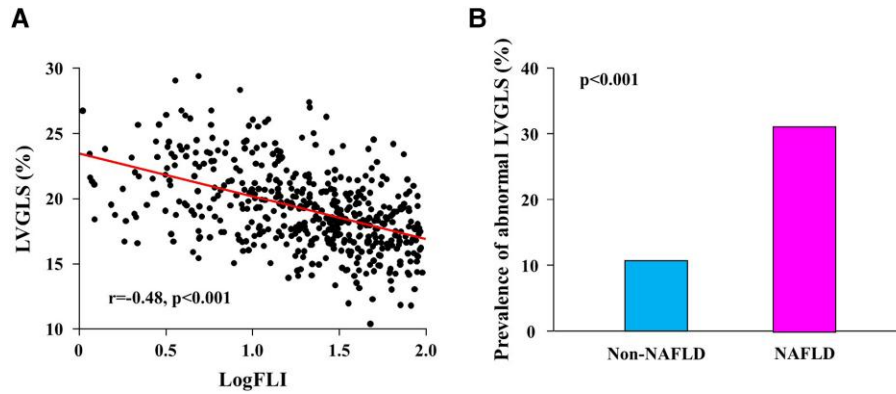 A
LVGLS (%)
30
25
20
15
10
r=-0.48, p<0.001
0
0.5
1.0
1.5
2.0
LogFLI
B
Prevalence of abnormal LVGLS (%)
40
30
20
10
0
p<0.001
Non-NAFLD
NAFLD